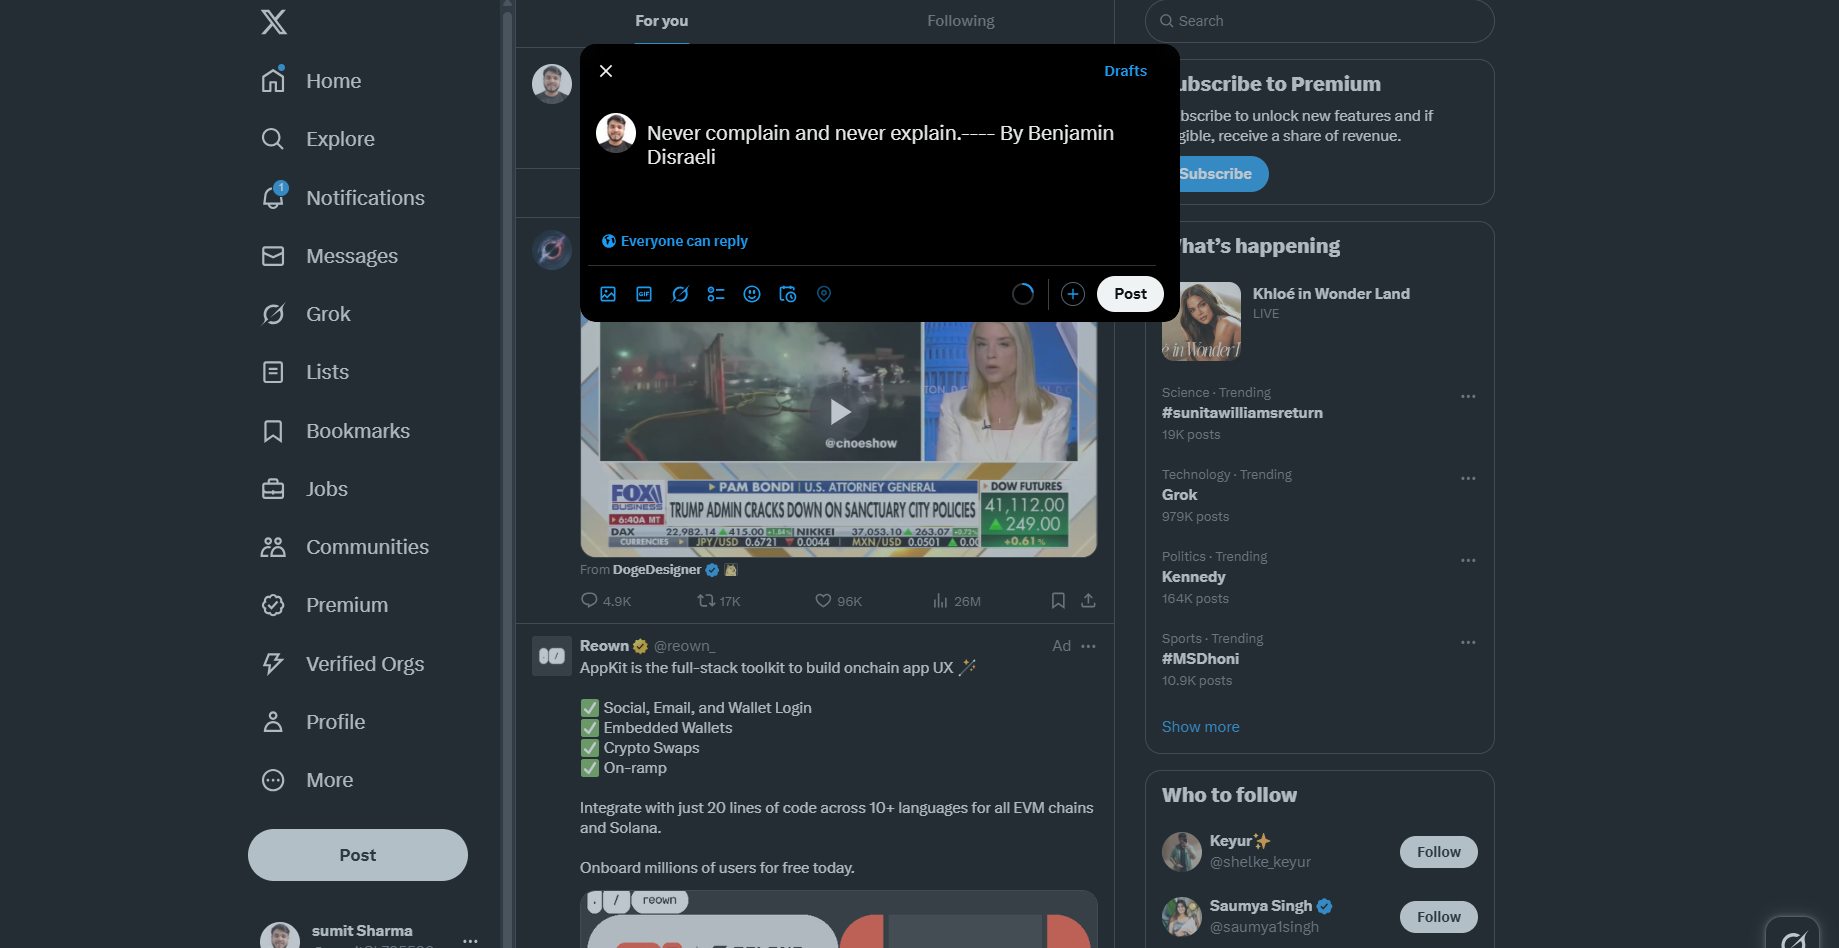 Home
Explore
1
Notifications
Messages
Grok
Lists
Bookmarks
Jobs
Communities
Premium
Verified Orgs
Profile
More
Post
sumit Sharma
For you
Following
Drafts
Never complain and never explain.---- By Benjamin
Disraeli
Everyone can reply
GIF
Post
@choeshow
FOX
BUSINESS
6:40A MT
PAM BONDI | U.S. ATTORNEY GENERAL
TRUMP ADMIN CRACKS DOWN ON SANCTUARY CITY POLICIES
DOW FUTURES
41,112.00
249.00
+0.61%
DAX 22,982.14 415.00 NIKKEI 37,053.10 263.07
CURRENCIES JPY/USD 0.6721 0.0044 | MXN/USD 0.0501 0.00
From DogeDesigner
4.9K
17K
96K
26M
Reown @reown_
Ad
AppKit is the full-stack toolkit to build onchain app UX
Social, Email, and Wallet Login
Embedded Wallets
Crypto Swaps
On-ramp
Integrate with just 20 lines of code across 10+ languages for all EVM chains
and Solana.
Onboard millions of users for free today.
. / reown
Search
ubscribe to Premium
bscribe to unlock new features and if
gible, receive a share of revenue.
Subscribe
hat's happening
e in Wonder
Khloé in Wonder Land
LIVE
Science · Trending
#sunitawilliamsreturn
19K posts
Technology · Trending
Grok
979K posts
Politics · Trending
Kennedy
164K posts
Sports · Trending
#MSDhoni
10.9K posts
Show more
Who to follow
Keyur
@shelke_keyur
Follow
Saumya Singh
@saumya1singh
Follow